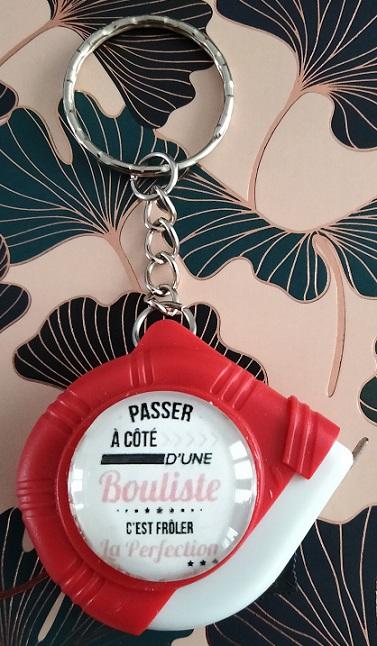 PASSER
À CÔTÉ
D'UNE
Bouliste
C'EST FRÔLER
La Perfection